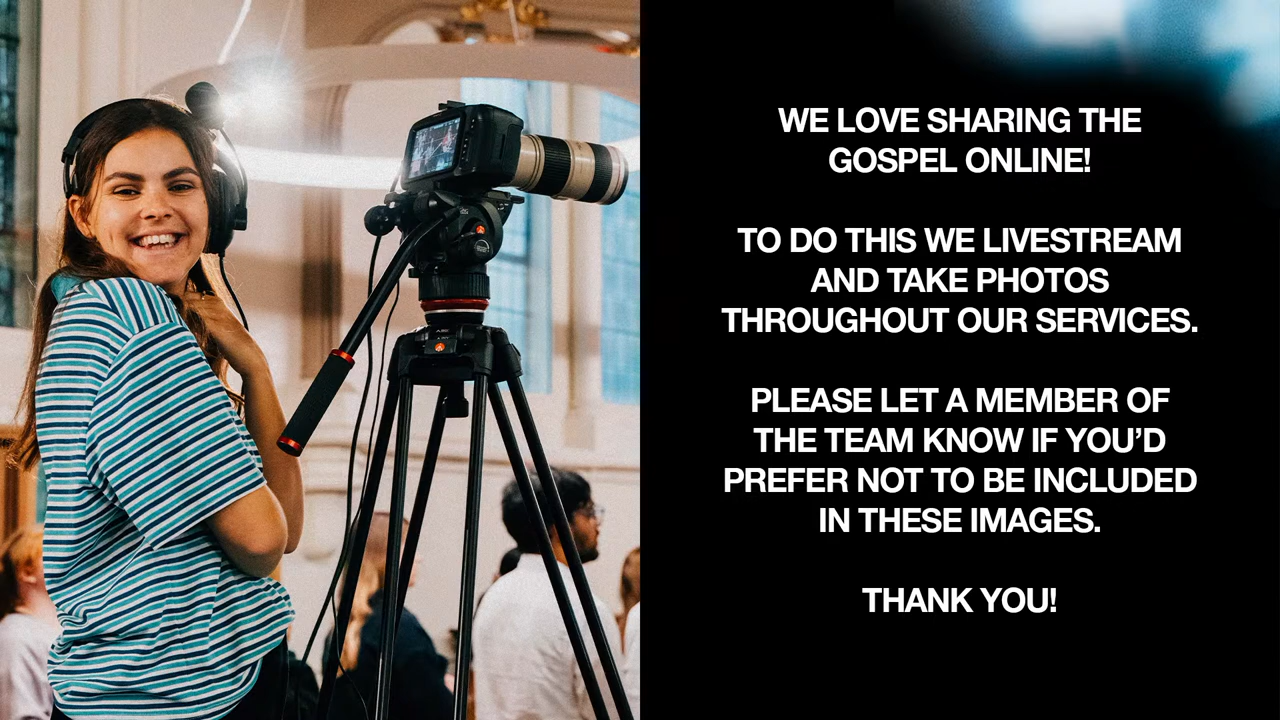 WE LOVE SHARING THE
GOSPEL ONLINE!
TO DO THIS WE LIVESTREAM
AND TAKE PHOTOS
THROUGHOUT OUR SERVICES.
PLEASE LET A MEMBER OF
THE TEAM KNOW IF YOU’D
PREFER NOT TO BE INCLUDED
IN THESE IMAGES.
THANK YOU!